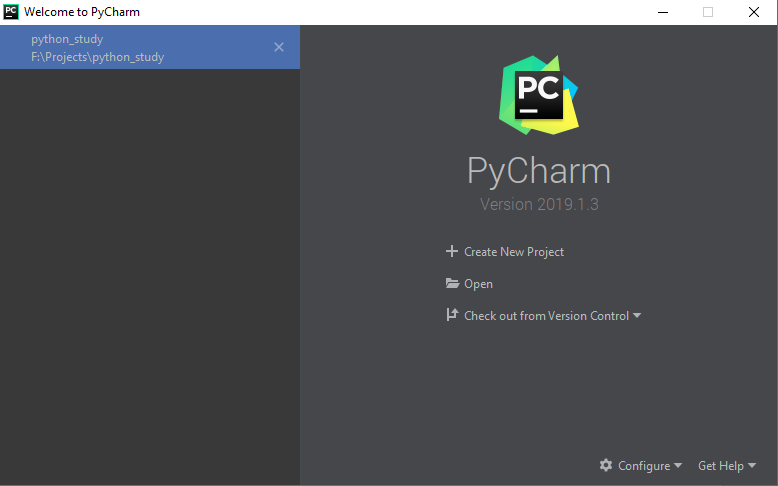 Welcome to PyCharm
python_study
F:\Projects\python_study
PC
PyCharm
Version 2019.1.3
Create New Project
Open
Check out from Version Control
Configure
Get Help